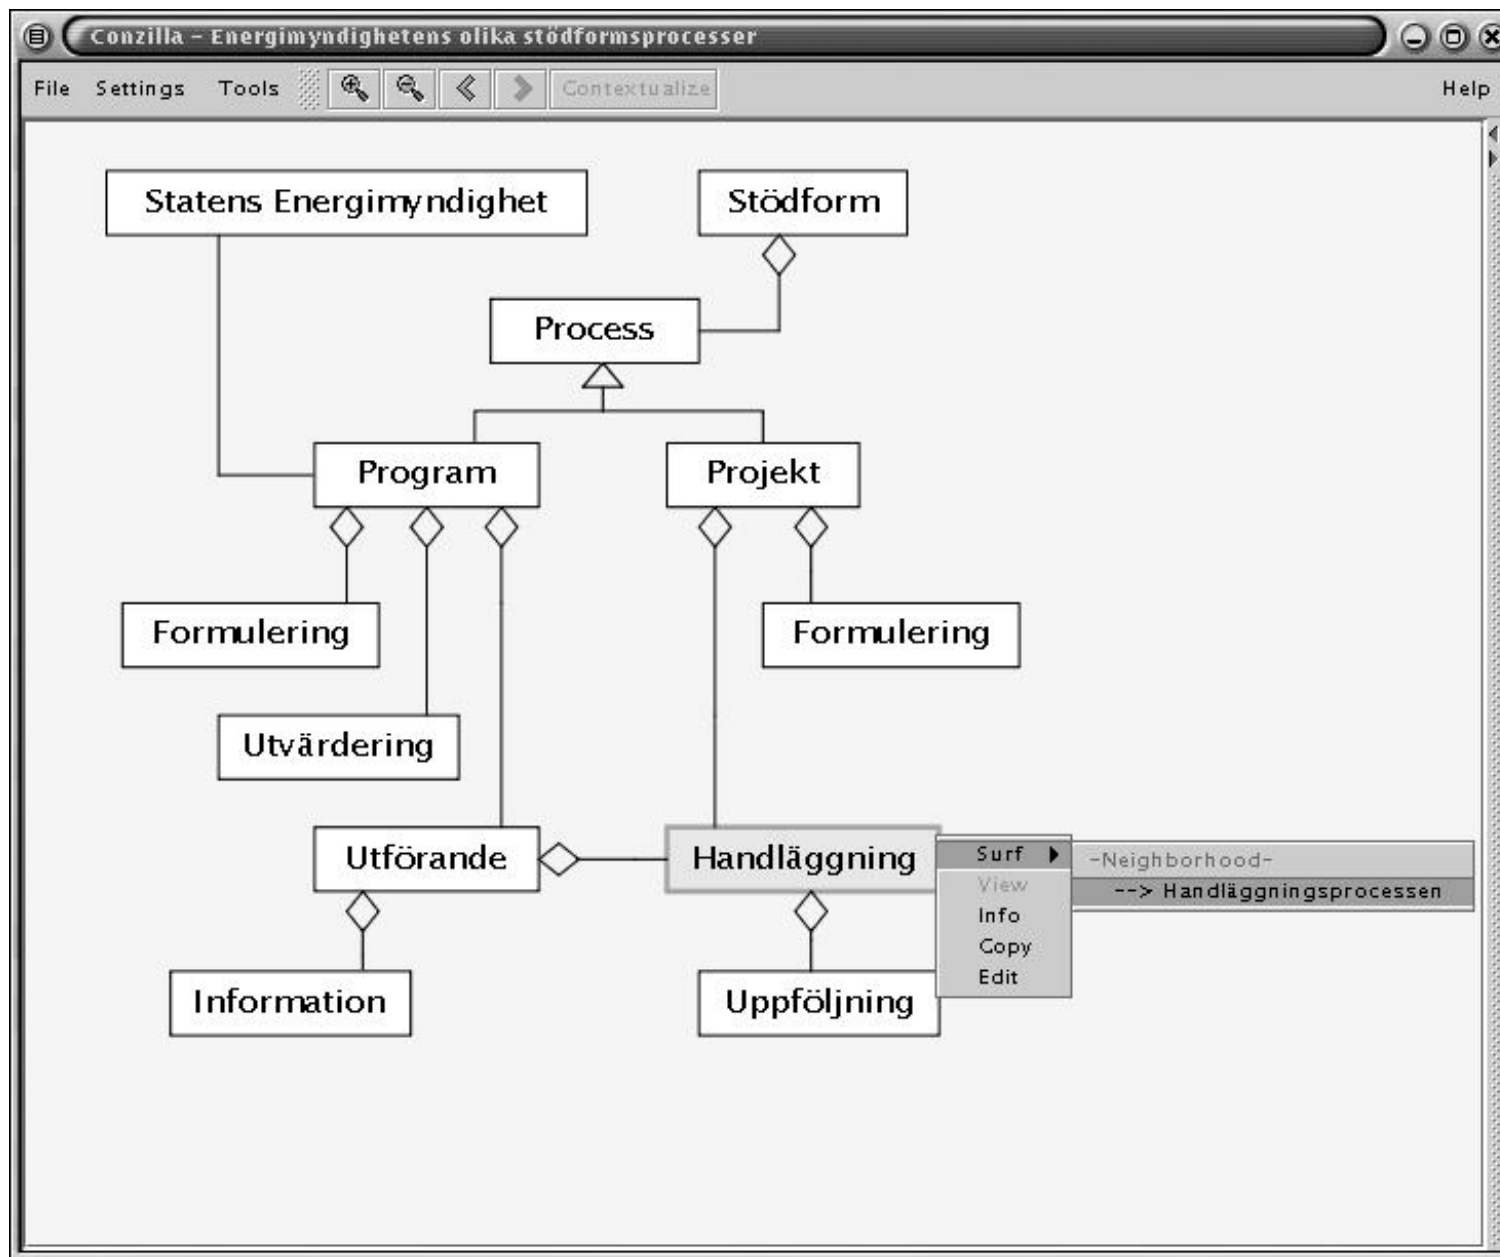 Conzilla – Energimyndighetens olika stödformsprocesser
File Settings Tools Contextualize Help
Statens Energimyndighet
Stödform
Process
Program
Projekt
Formulering
Formulering
Utvärdering
Utförande
Handläggning
Surf
-Neighborhood-
View
--> Handläggningsprocessen
Info
Copy
Edit
Information
Uppföljning